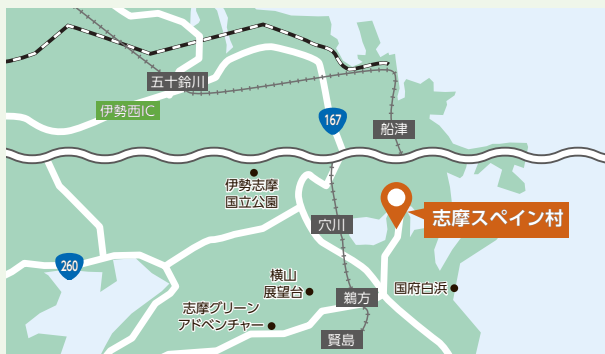 五十鈴川
伊勢西IC
167
船津
伊勢志摩
国立公園
穴川
志摩スペイン村
260
横山
展望台
鵜方
国府白浜
志摩グリーン
アドベンチャー
賢島